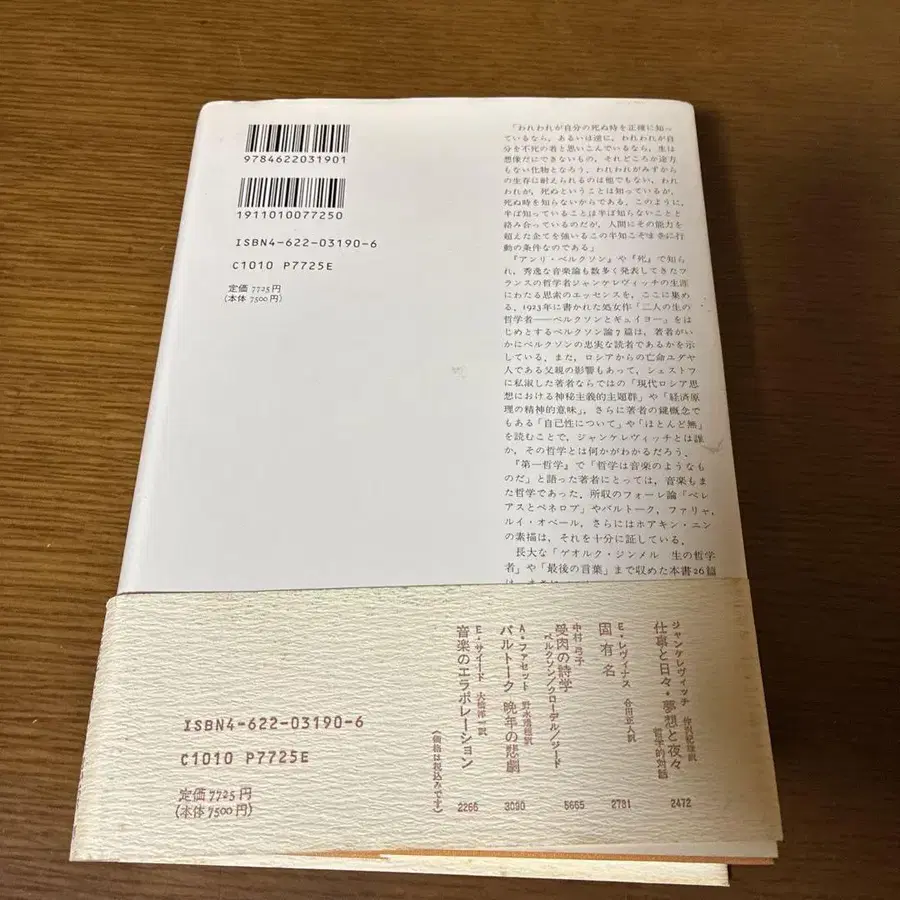 9784622031901
1911010077250
ISBN4-622-03190-6
C1010 P7725E
定価 7725円
(本体 7500円)
「われわれが自分の死ぬ時を正確に知っ
ているなら，あるいは逆に，われわれが自
分を不死の者と思いこんでいるなら，生は
想像だにできないもの，それどころか途方
もない化物となろう．われわれがみずから
の生存に耐えられるのは他でもない，われ
われが，死ぬということは知っているが，
死ぬ時を知らないからである．このように，
半ば知っていることは半ば知らないことと
絡み合っているのだが，人間にその能力を
超えた企てを強いるこの半知こそまさに行
動の条件なのである」
『アンリ・ベルクソン』や『死』で知ら
れ，秀逸な音楽論も数多く発表してきたフ
ランスの哲学者ジャンケレヴィッチの生涯
にわたる思索のエッセンスを，ここに集め
る．1923年に書かれた処女作「二人の生の
哲学者——ベルクソンとギュイヨー」をは
じめとするベルクソン論7篇は，著者がい
かにベルクソンの忠実な読者であるかを示
している．また，ロシアからの亡命ユダヤ
人である父親の影響もあって，シェストフ
に私淑した著者ならではの「現代ロシア思
想における神秘主義的主題群」や「経済原
理の精神的意味」，さらに著者の鍵概念で
もある「自己性について」や「ほとんど無」
を読むことで，ジャンケレヴィッチとは誰
か，その哲学とは何かがわかるだろう．
『第一哲学』で「哲学は音楽のようなも
のだ」と語った著者にとっては，音楽もま
た哲学であった．所収のフォーレ論「ペレ
アスとペネロプ」やバルトーク，ファリャ，
ルイ・オベール，さらにはホアキン・ニン
の素描は，それを十分に証している．
長大な「ゲオルク・ジンメル 生の哲学
者」や「最後の言葉」まで収めた本書26篇
ジャンケレヴィッチ 仲沢紀雄訳
仕事と日々・夢想と夜々 哲学的対話 2472
E・レヴィナス 合田正人訳
固有名 2781
中村弓子
受肉の詩学 ベルクソン/クローデル/ジード 5665
A・ファセット 野水瑞穂訳
バルトーク 晩年の悲劇 3090
E・サイード 大橋洋一訳
音楽のエラボレーション 2266
(価格は税込みです)
ISBN4-622-03190-6
C1010 P7725E
定価 7725円
(本体 7500円)